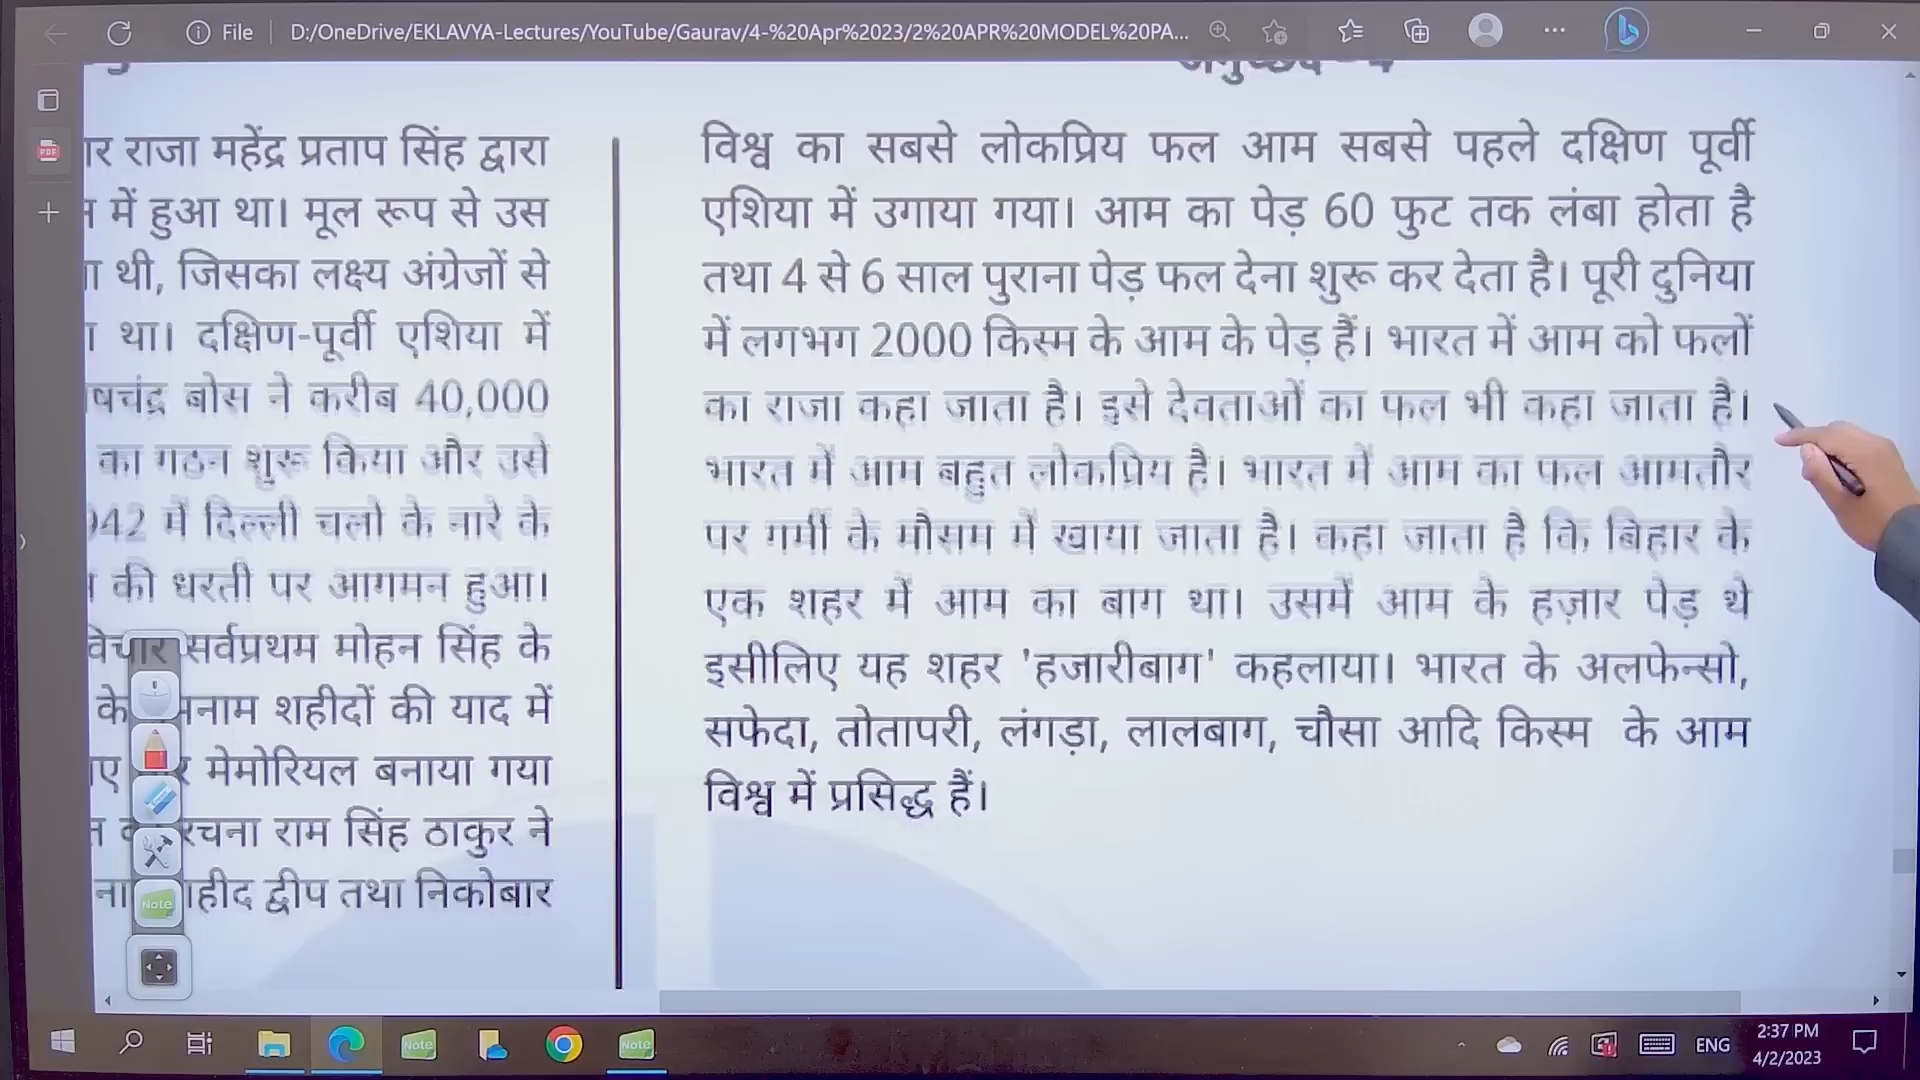 File
D:/OneDrive/EKLAVYA-Lectures/YouTube/Gaurav/4-%20Apr%2023/2%20APR%20MODEL%20PA...
राजा महेंद्र प्रताप सिंह द्वारा
में हुआ था। मूल रूप से उस
थी, जिसका लक्ष्य अंग्रेजों से
था। दक्षिण-पूर्वी एशिया में
बोस ने करीब 40,000
का गठन शुरू किया और उसे
में दिल्ली चलो के नारे के
की धरती पर आगमन हुआ।
सर्वप्रथम मोहन सिंह के
के शहीदों की याद में
मेमोरियल बनाया गया
रचना राम सिंह ठाकुर ने
द्वीप तथा निकोबार
विश्व का सबसे लोकप्रिय फल आम सबसे पहले दक्षिण पूर्वी
एशिया में उगाया गया। आम का पेड़ 60 फुट तक लंबा होता है
तथा 4 से 6 साल पुराना पेड़ फल देना शुरू कर देता है। पूरी दुनिया
में लगभग 2000 किस्म के आम के पेड़ हैं। भारत में आम को फलों
का राजा कहा जाता है। इसे देवताओं का फल भी कहा जाता है।
भारत में आम बहुत लोकप्रिय है। भारत में आम का फल आमतौर
पर गर्मी के मौसम में खाया जाता है। कहा जाता है कि बिहार के
एक शहर में आम का बाग था। उसमें आम के हज़ार पेड़ थे
इसीलिए यह शहर 'हजारीबाग' कहलाया। भारत के अलफेन्सो,
सफेदा, तोतापरी, लंगड़ा, लालबाग, चौसा आदि किस्म के आम
विश्व में प्रसिद्ध हैं।
Note
Note
Note
ENG
2:37 PM
4/2/2023